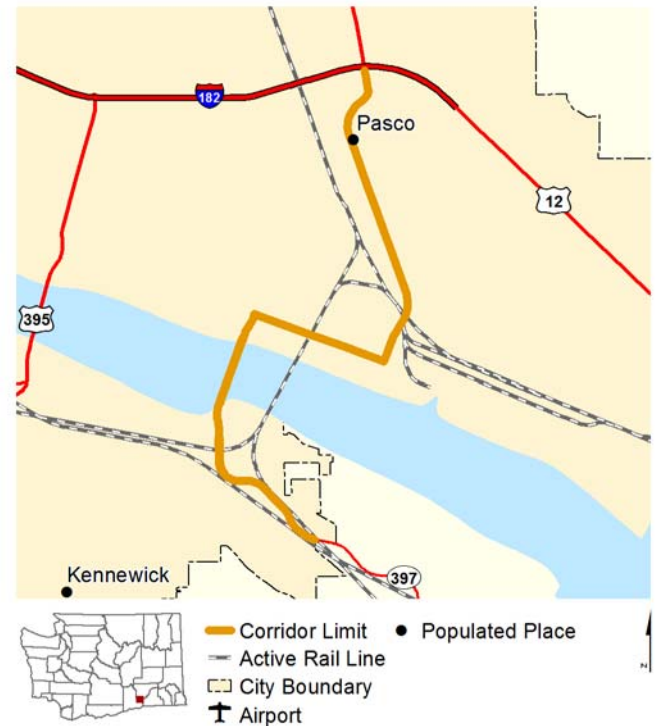 182
Pasco
12
395
397
Kennewick
Corridor Limit
Populated Place
Active Rail Line
City Boundary
Airport
N